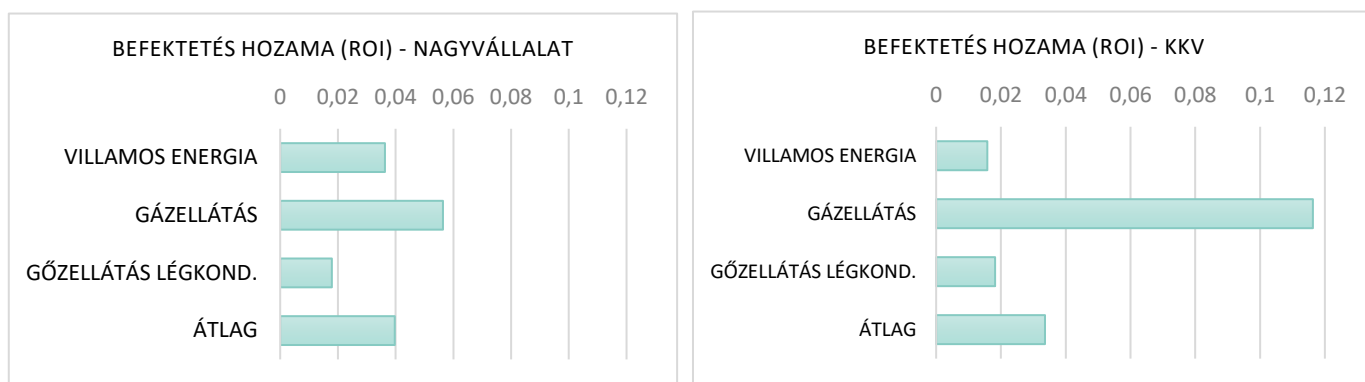 BEFEKTETÉS HOZAMA (ROI) - NAGYVÁLLALAT
0 0,02 0,04 0,06 0,08 0,1 0,12
VILLAMOS ENERGIA
GÁZELLÁTÁS
GŐZELLÁTÁS LÉGKOND.
ÁTLAG
BEFEKTETÉS HOZAMA (ROI) - KKV
0 0,02 0,04 0,06 0,08 0,1 0,12
VILLAMOS ENERGIA
GÁZELLÁTÁS
GŐZELLÁTÁS LÉGKOND.
ÁTLAG